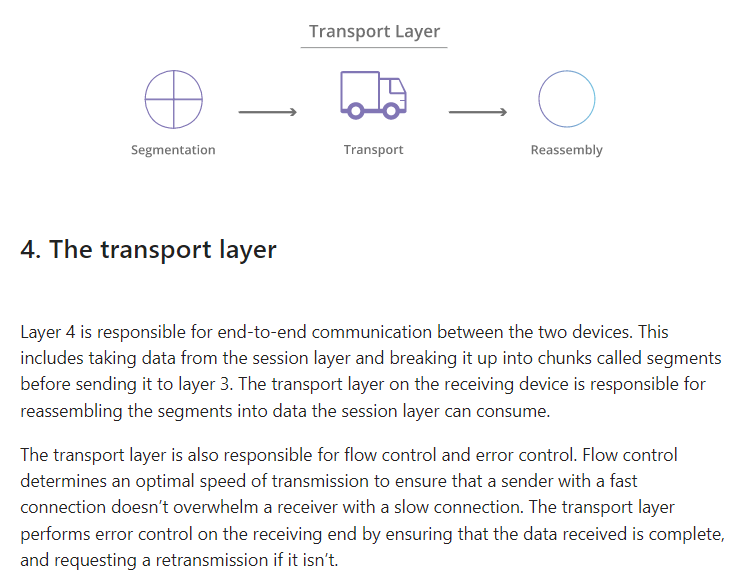 Transport Layer
Segmentation
Transport
Reassembly
4. The transport layer
Layer 4 is responsible for end-to-end communication between the two devices. This
includes taking data from the session layer and breaking it up into chunks called segments
before sending it to layer 3. The transport layer on the receiving device is responsible for
reassembling the segments into data the session layer can consume.
The transport layer is also responsible for flow control and error control. Flow control
determines an optimal speed of transmission to ensure that a sender with a fast
connection doesn’t overwhelm a receiver with a slow connection. The transport layer
performs error control on the receiving end by ensuring that the data received is complete,
and requesting a retransmission if it isn’t.